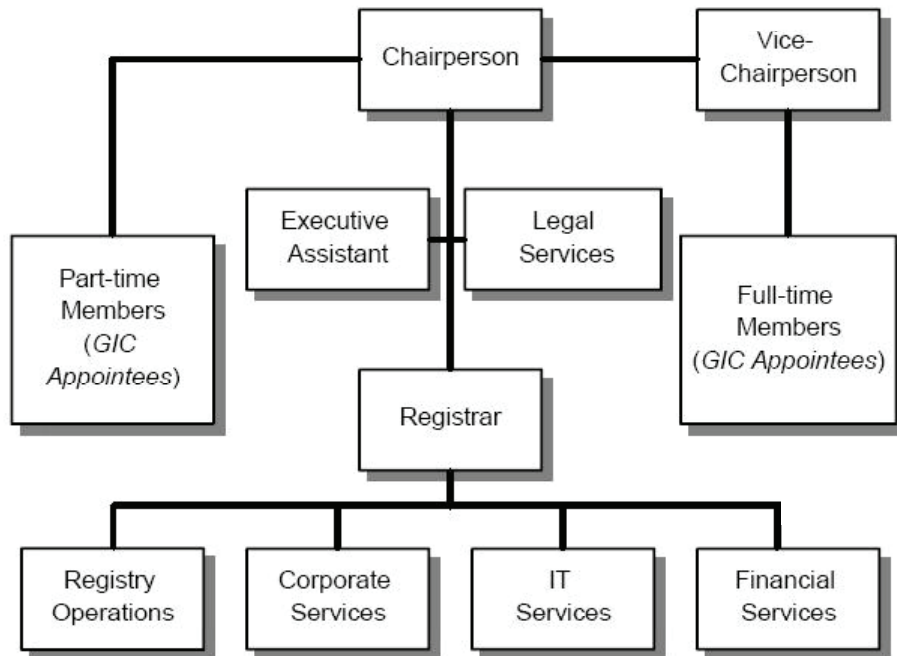 Chairperson
Vice-
Chairperson
Executive
Assistant
Legal
Services
Part-time
Members
(GIC
Appointees)
Full-time
Members
(GIC Appointees)
Registrar
Registry
Operations
Corporate
Services
IT
Services
Financial
Services